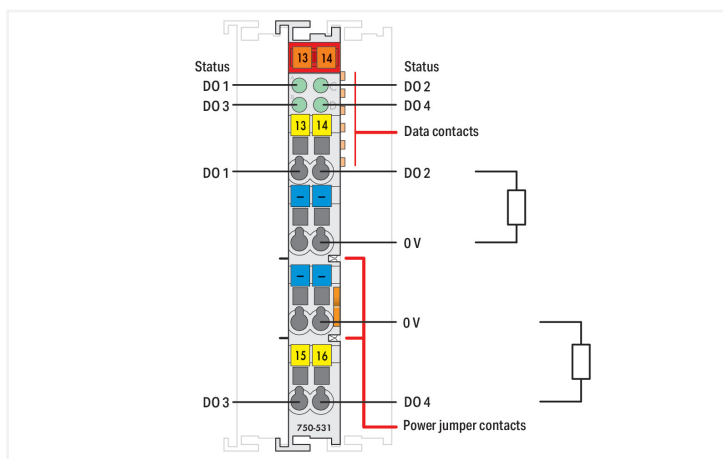 13 14
Status Status
DO 1 DO 2
DO 3 DO 4
13 14
Data contacts
DO 1 DO 2
– –
0 V
– –
0 V
15 16
DO 3 DO 4
Power jumper contacts
750-531